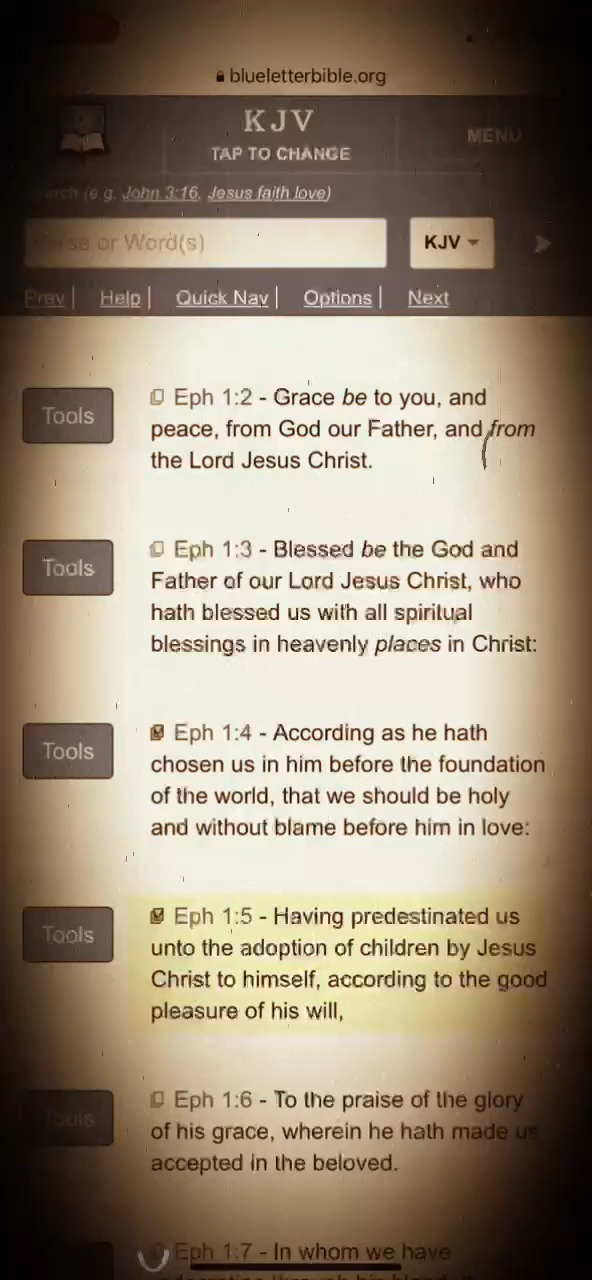 blueletterbible.org
KJV
TAP TO CHANGE
MENU
(e.g. John 3:16, Jesus faith love)
or Word(s)
KJV
Prev | Help | Quick Nav | Options | Next
Tools
Eph 1:2 - Grace be to you, and
peace, from God our Father, and from
the Lord Jesus Christ.
Tools
Eph 1:3 - Blessed be the God and
Father of our Lord Jesus Christ, who
hath blessed us with all spiritual
blessings in heavenly places in Christ:
Tools
Eph 1:4 - According as he hath
chosen us in him before the foundation
of the world, that we should be holy
and without blame before him in love:
Tools
Eph 1:5 - Having predestinated us
unto the adoption of children by Jesus
Christ to himself, according to the good
pleasure of his will,
Tools
Eph 1:6 - To the praise of the glory
of his grace, wherein he hath made us
accepted in the beloved.
Eph 1:7 - In whom we have